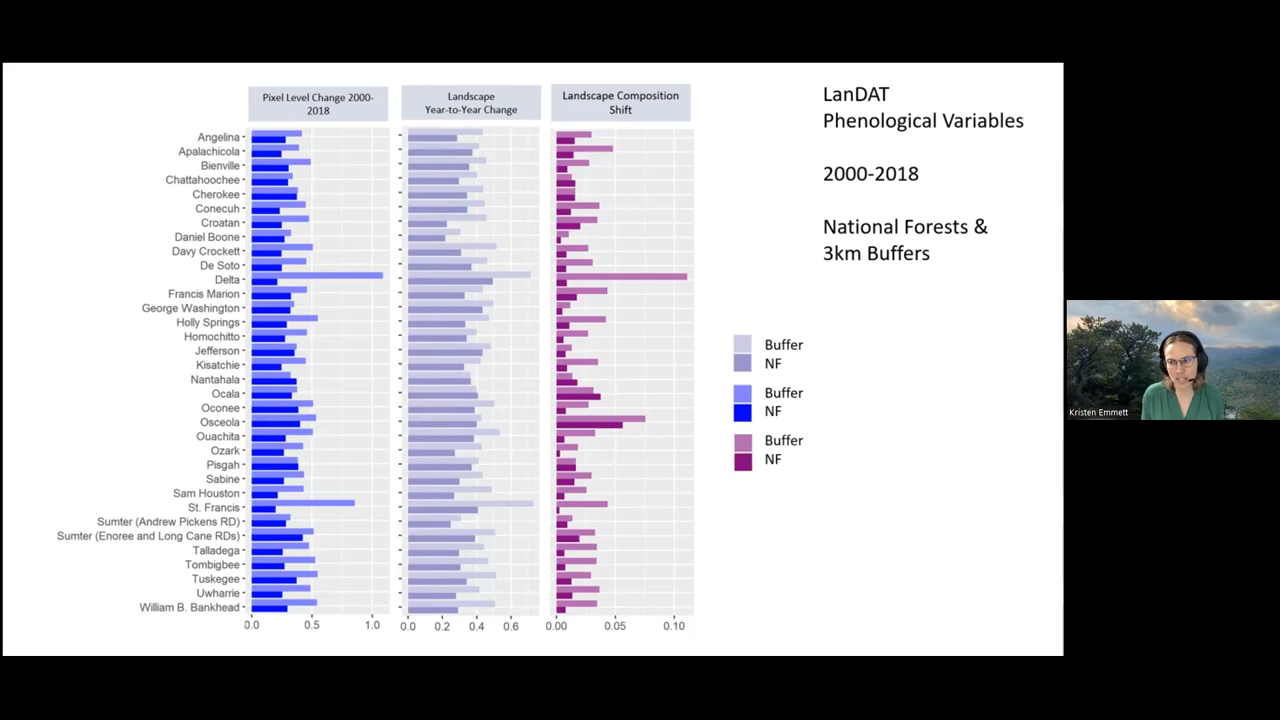 Pixel Level Change 2000-
2018
Landscape
Year-to-Year Change
Landscape Composition
Shift
LanDAT
Phenological Variables
2000-2018
National Forests &
3km Buffers
Angelina
Apalachicola
Bienville
Chattahoochee
Cherokee
Conecuh
Croatan
Daniel Boone
Davy Crockett
De Soto
Delta
Francis Marion
George Washington
Holly Springs
Homochitto
Jefferson
Kisatchie
Nantahala
Ocala
Oconee
Osceola
Ouachita
Ozark
Pisgah
Sabine
Sam Houston
St. Francis
Sumter (Andrew Pickens RD)
Sumter (Enoree and Long Cane RDs)
Talladega
Tombigbee
Tuskegee
Uwharrie
William B. Bankhead
0.0 0.5 1.0
0.0 0.2 0.4 0.6
0.00 0.05 0.10
Buffer
NF
Buffer
NF
Buffer
NF
Kristen Emmett